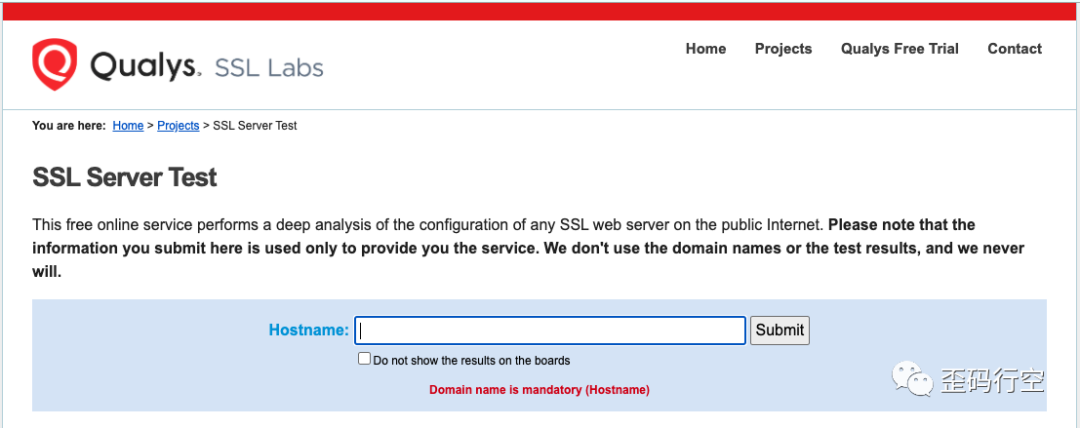 Qualys. SSL Labs
Home Projects Qualys Free Trial Contact
You are here: Home > Projects > SSL Server Test
SSL Server Test
This free online service performs a deep analysis of the configuration of any SSL web server on the public Internet. Please note that the
information you submit here is used only to provide you the service. We don't use the domain names or the test results, and we never
will.
Hostname: Submit
Do not show the results on the boards
Domain name is mandatory (Hostname)
歪码行空